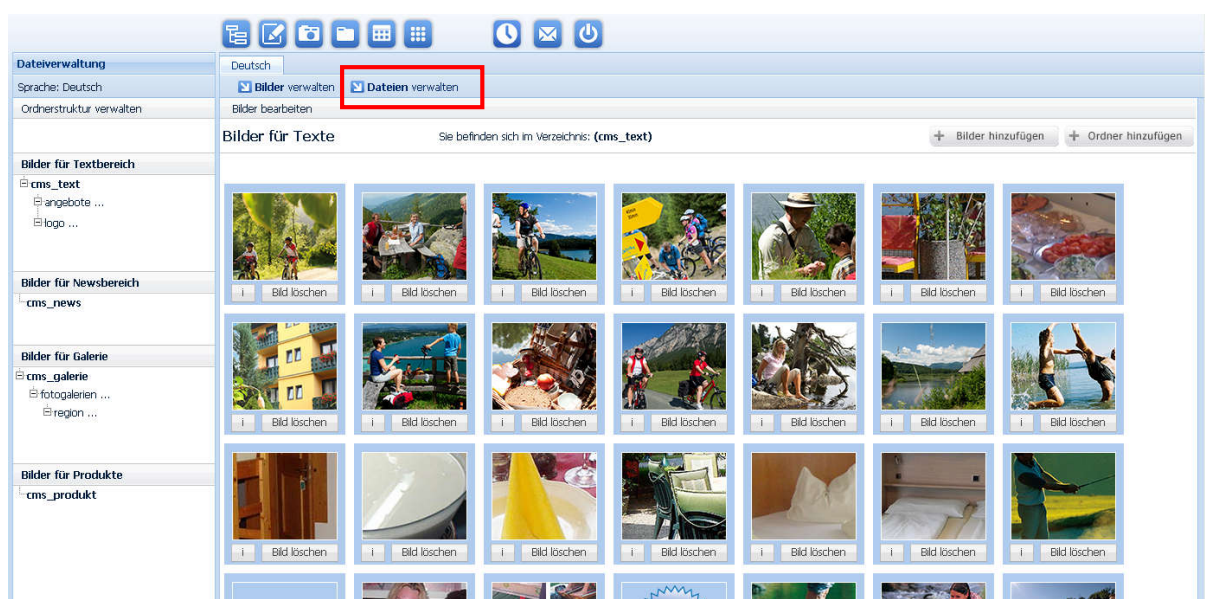 Dateiverwaltung
Deutsch
Sprache: Deutsch
Bilder verwalten
Dateien verwalten
Ordnerstruktur verwalten
Bilder bearbeiten
Bilder für Texte
Sie befinden sich im Verzeichnis: (cms_text)
+ Bilder hinzufügen
+ Ordner hinzufügen
Bilder für Textbereich
cms_text
angebote ...
logo ...
Bilder für Newsbereich
cms_news
Bilder für Galerie
cms_galerie
fotogalerien ...
region ...
Bilder für Produkte
cms_produkt
i Bild löschen i Bild löschen i Bild löschen i Bild löschen i Bild löschen i Bild löschen i Bild löschen
i Bild löschen i Bild löschen i Bild löschen i Bild löschen i Bild löschen i Bild löschen i Bild löschen
i Bild löschen i Bild löschen i Bild löschen i Bild löschen i Bild löschen i Bild löschen i Bild löschen